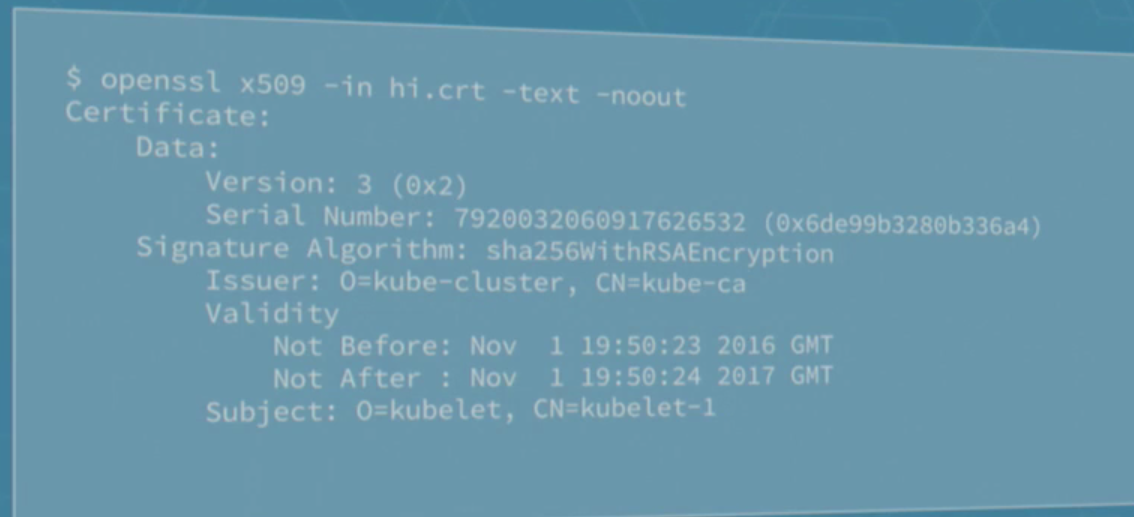 $ openssl x509 -in hi.crt -text -noout
Certificate:
    Data:
        Version: 3 (0x2)
        Serial Number: 7920032060917626532 (0x6de99b3280b336a4)
    Signature Algorithm: sha256WithRSAEncryption
        Issuer: O=kube-cluster, CN=kube-ca
        Validity
            Not Before: Nov  1 19:50:23 2016 GMT
            Not After : Nov  1 19:50:24 2017 GMT
        Subject: O=kubelet, CN=kubelet-1